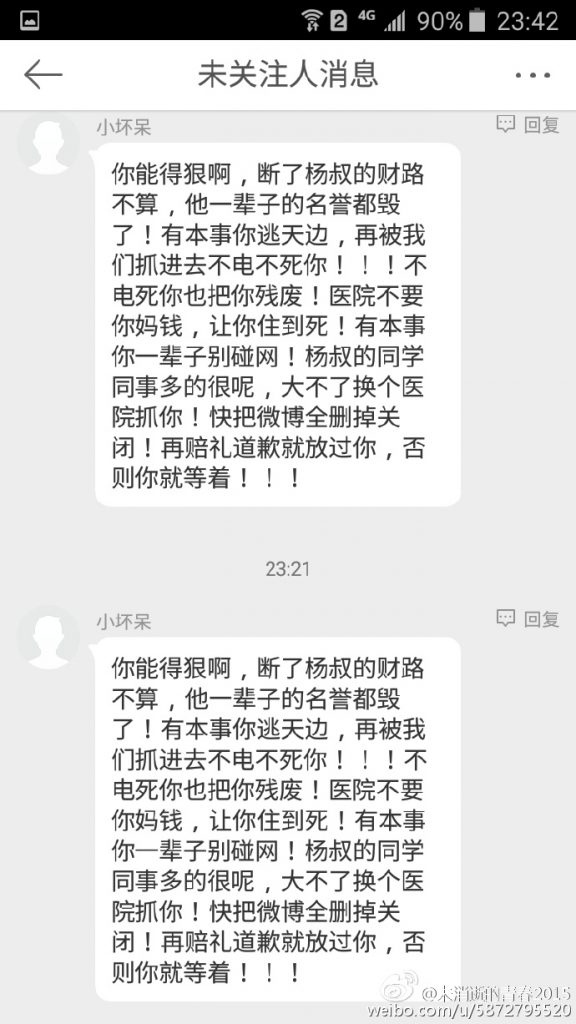 4G 90% 23:42
未关注人消息
小坏呆 回复
你能得狠啊，断了杨叔的财路
不算，他一辈子的名誉都毁
了！有本事你逃天边，再被我
们抓进去不电不死你！！！不
电死你也把你残废！医院不要
你妈钱，让你住到死！有本事
你一辈子别碰网！杨叔的同学
同事多的很呢，大不了换个医
院抓你！快把微博全删掉关
闭！再赔礼道歉就放过你，否
则你就等着！！！
23:21
小坏呆 回复
你能得狠啊，断了杨叔的财路
不算，他一辈子的名誉都毁
了！有本事你逃天边，再被我
们抓进去不电不死你！！！不
电死你也把你残废！医院不要
你妈钱，让你住到死！有本事
你一辈子别碰网！杨叔的同学
同事多的很呢，大不了换个医
院抓你！快把微博全删掉关
闭！再赔礼道歉就放过你，否
则你就等着！！！
@未消逝的青春2015
weibo.com/u/5872795520